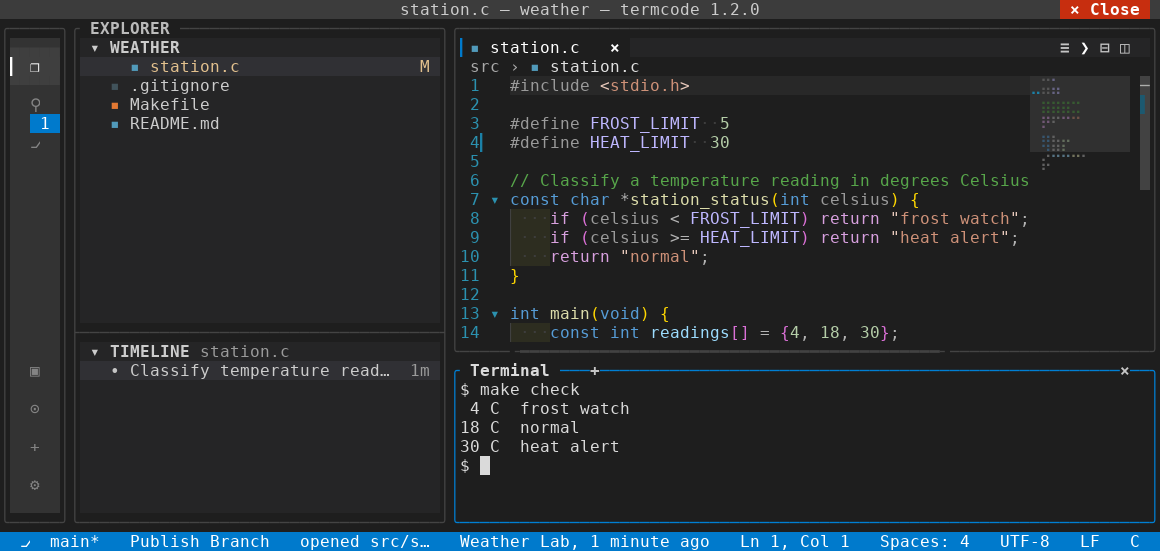 station.c — weather — termcode 1.2.0
× Close
EXPLORER
▾ WEATHER
station.c M
.gitignore
Makefile
README.md
1
▾ TIMELINE station.c
• Classify temperature read… 1m
station.c ×
src › station.c
1 #include <stdio.h>
2
3 #define FROST_LIMIT 5
4 #define HEAT_LIMIT 30
5
6 // Classify a temperature reading in degrees Celsius
7 ▾ const char *station_status(int celsius) {
8 if (celsius < FROST_LIMIT) return "frost watch";
9 if (celsius >= HEAT_LIMIT) return "heat alert";
10 return "normal";
11 }
12
13 ▾ int main(void) {
14 const int readings[] = {4, 18, 30};
Terminal + ×
$ make check
4 C frost watch
18 C normal
30 C heat alert
$
main* Publish Branch opened src/s… Weather Lab, 1 minute ago Ln 1, Col 1 Spaces: 4 UTF-8 LF C